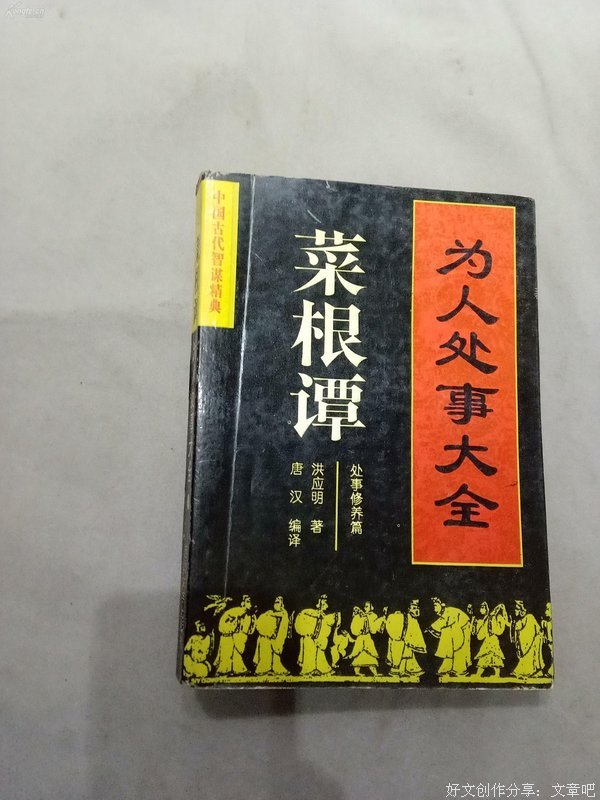 Kongfz.cn
中国古代智谋精典
为人处事大全
菜根谭
处事修养篇
洪应明 著
唐汉 编译
好文创作分享：文章吧